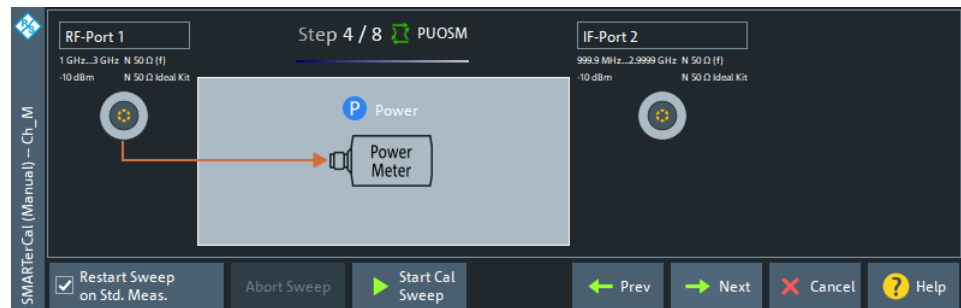 SMARTerCal (Manual) – Ch_M
RF-Port 1
1 GHz...3 GHz N 50 Ω (f)
-10 dBm N 50 Ω Ideal Kit
Step 4 / 8 PUOSM
IF-Port 2
999.9 MHz...2.9999 GHz N 50 Ω (f)
-10 dBm N 50 Ω Ideal Kit
P Power
Power
Meter
Restart Sweep
on Std. Meas.
Abort Sweep
Start Cal
Sweep
Prev
Next
Cancel
? Help